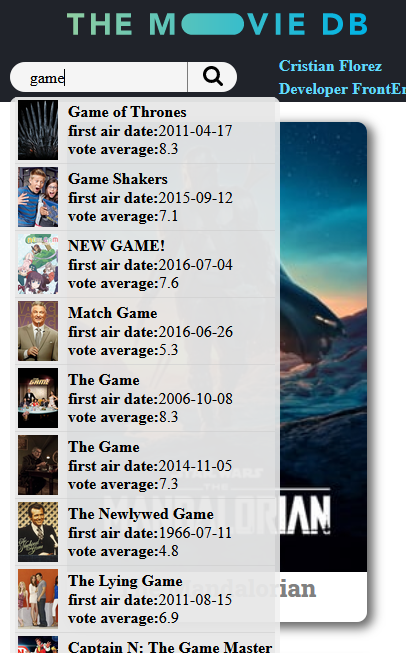 THE MOVIE DB
game
Cristian Florez
Developer FrontEn
Game of Thrones
first air date:2011-04-17
vote average:8.3
Game Shakers
first air date:2015-09-12
vote average:7.1
NEW GAME!
first air date:2016-07-04
vote average:7.6
Match Game
first air date:2016-06-26
vote average:5.3
The Game
first air date:2006-10-08
vote average:8.3
The Game
first air date:2014-11-05
vote average:7.3
The Newlywed Game
first air date:1966-07-11
vote average:4.8
The Lying Game
first air date:2011-08-15
vote average:6.9
Captain N: The Game Master
STAR WARS
THE MANDALORIAN
The Mandalorian